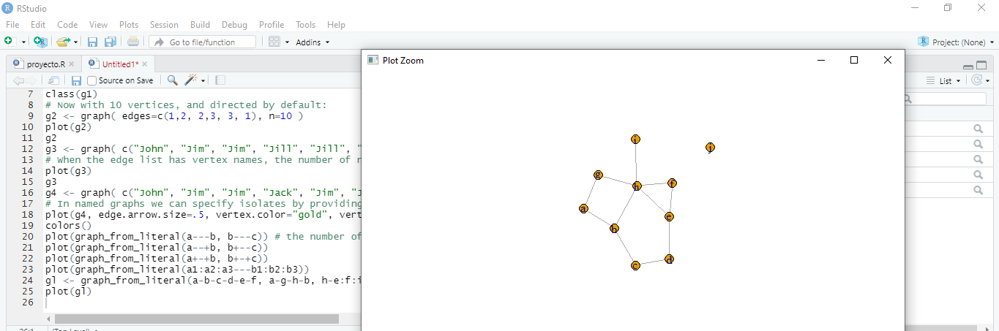 RStudio
File Edit Code View Plots Session Build Debug Profile Tools Help
Go to file/function Addins Project: (None)
proyecto.R Untitled1* Plot Zoom
Source on Save List
7 class(g1)
8 # Now with 10 vertices, and directed by default:
9 g2 <- graph( edges=c(1,2, 2,3, 3, 1), n=10 )
10 plot(g2)
11 g2
12 g3 <- graph( c("John", "Jim", "Jim", "Jill", "Jill", "
13 # When the edge list has vertex names, the number of n
14 plot(g3)
15 g3
16 g4 <- graph( c("John", "Jim", "Jim", "Jack", "Jim", "J
17 # In named graphs we can specify isolates by providing
18 plot(g4, edge.arrow.size=.5, vertex.color="gold", vert
19 colors()
20 plot(graph_from_literal(a---b, b---c)) # the number of
21 plot(graph_from_literal(a--+b, b+--c))
22 plot(graph_from_literal(a+-+b, b+-+c))
23 plot(graph_from_literal(a1:a2:a3---b1:b2:b3))
24 gl <- graph_from_literal(a-b-c-d-e-f, a-g-h-b, h-e:f:i
25 plot(gl)
26
i
j
g
h
f
a
e
b
d
c
26:1 (Top Level)